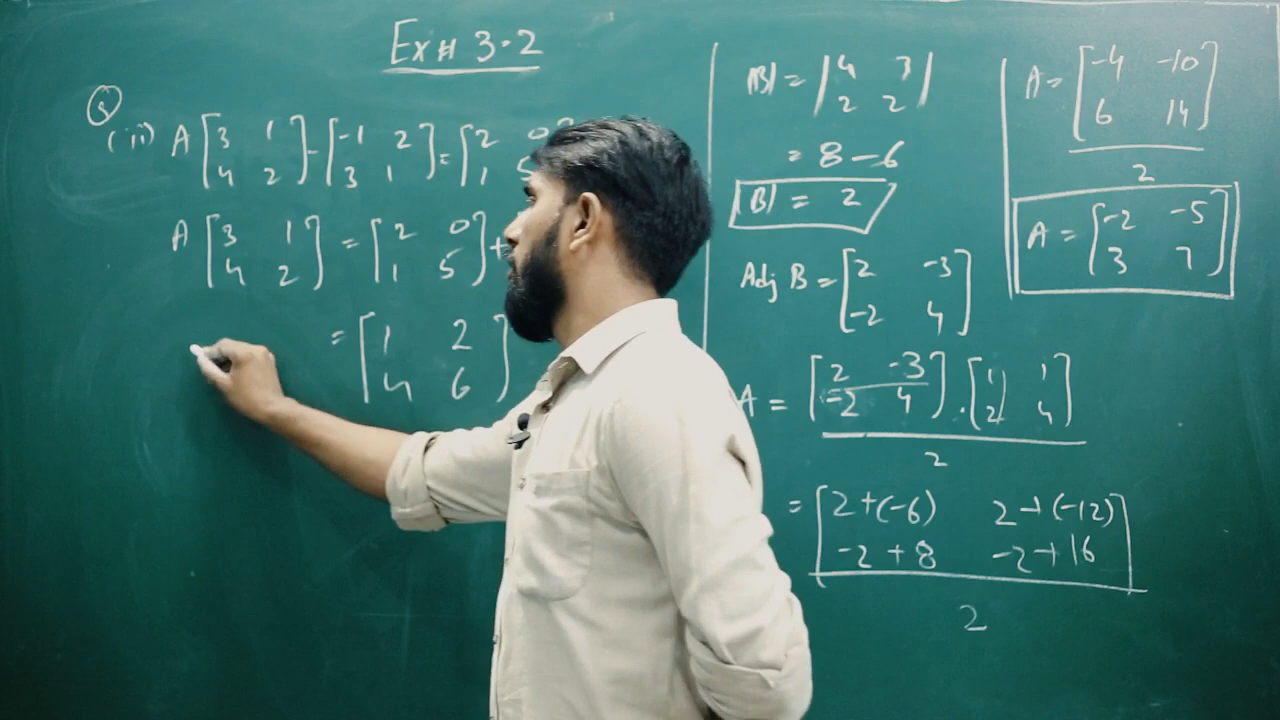 Ex# 3.2
Q
(ii) A [3 1] - [-1 2] = [2 0
4 2 3 1 1 5
A [3 1] = [2 0] +
4 2 1 5
= [1 2]
4 6
|B| = |4 3|
2 2
= 8 - 6
|B| = 2
Adj B = [2 -3]
-2 4
A = [2 -3] . [1 1]
-2 4 2 4
2
= [2+(-6) 2+(-12)]
-2+8 -2+16
2
A = [-4 -10]
6 14
2
A = [-2 -5]
3 7